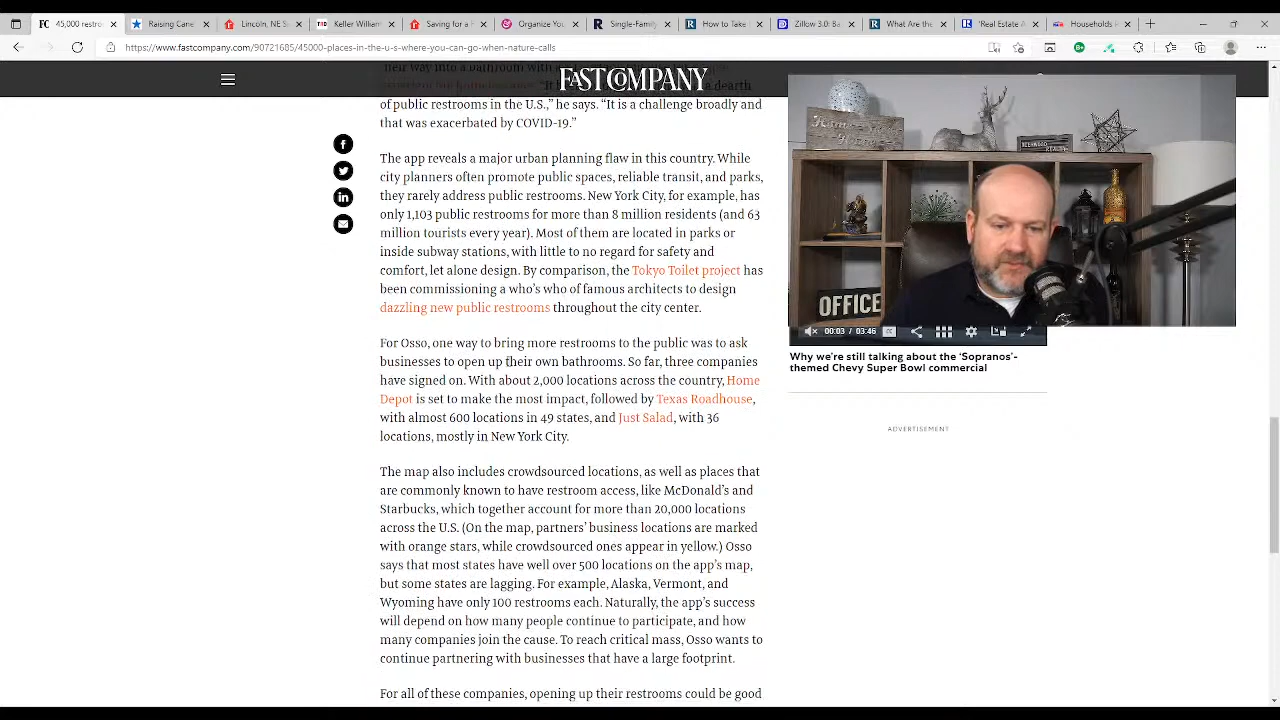 45,000 restro
Raising Cane
Lincoln, NE S
Keller William
Saving for a H
Organize You
Single-Family
How to Take
Zillow 3.0: Ba
What Are the
'Real Estate A
Households
https://www.fastcompany.com/90721685/45000-places-in-the-u-s-where-you-can-go-when-nature-calls
FAST COMPANY
their way into a bathroom with a
dearth
of public restrooms in the U.S.,” he says. “It is a challenge broadly and
that was exacerbated by COVID-19.”
The app reveals a major urban planning flaw in this country. While
city planners often promote public spaces, reliable transit, and parks,
they rarely address public restrooms. New York City, for example, has
only 1,103 public restrooms for more than 8 million residents (and 63
million tourists every year). Most of them are located in parks or
inside subway stations, with little to no regard for safety and
comfort, let alone design. By comparison, the Tokyo Toilet project has
been commissioning a who’s who of famous architects to design
dazzling new public restrooms throughout the city center.
For Osso, one way to bring more restrooms to the public was to ask
businesses to open up their own bathrooms. So far, three companies
have signed on. With about 2,000 locations across the country, Home
Depot is set to make the most impact, followed by Texas Roadhouse,
with almost 600 locations in 49 states, and Just Salad, with 36
locations, mostly in New York City.
The map also includes crowdsourced locations, as well as places that
are commonly known to have restroom access, like McDonald’s and
Starbucks, which together account for more than 20,000 locations
across the U.S. (On the map, partners’ business locations are marked
with orange stars, while crowdsourced ones appear in yellow.) Osso
says that most states have well over 500 locations on the app’s map,
but some states are lagging. For example, Alaska, Vermont, and
Wyoming have only 100 restrooms each. Naturally, the app’s success
will depend on how many people continue to participate, and how
many companies join the cause. To reach critical mass, Osso wants to
continue partnering with businesses that have a large footprint.
For all of these companies, opening up their restrooms could be good
OFFICE
00:03 / 03:46
Why we’re still talking about the ‘Sopranos’-
themed Chevy Super Bowl commercial
ADVERTISEMENT